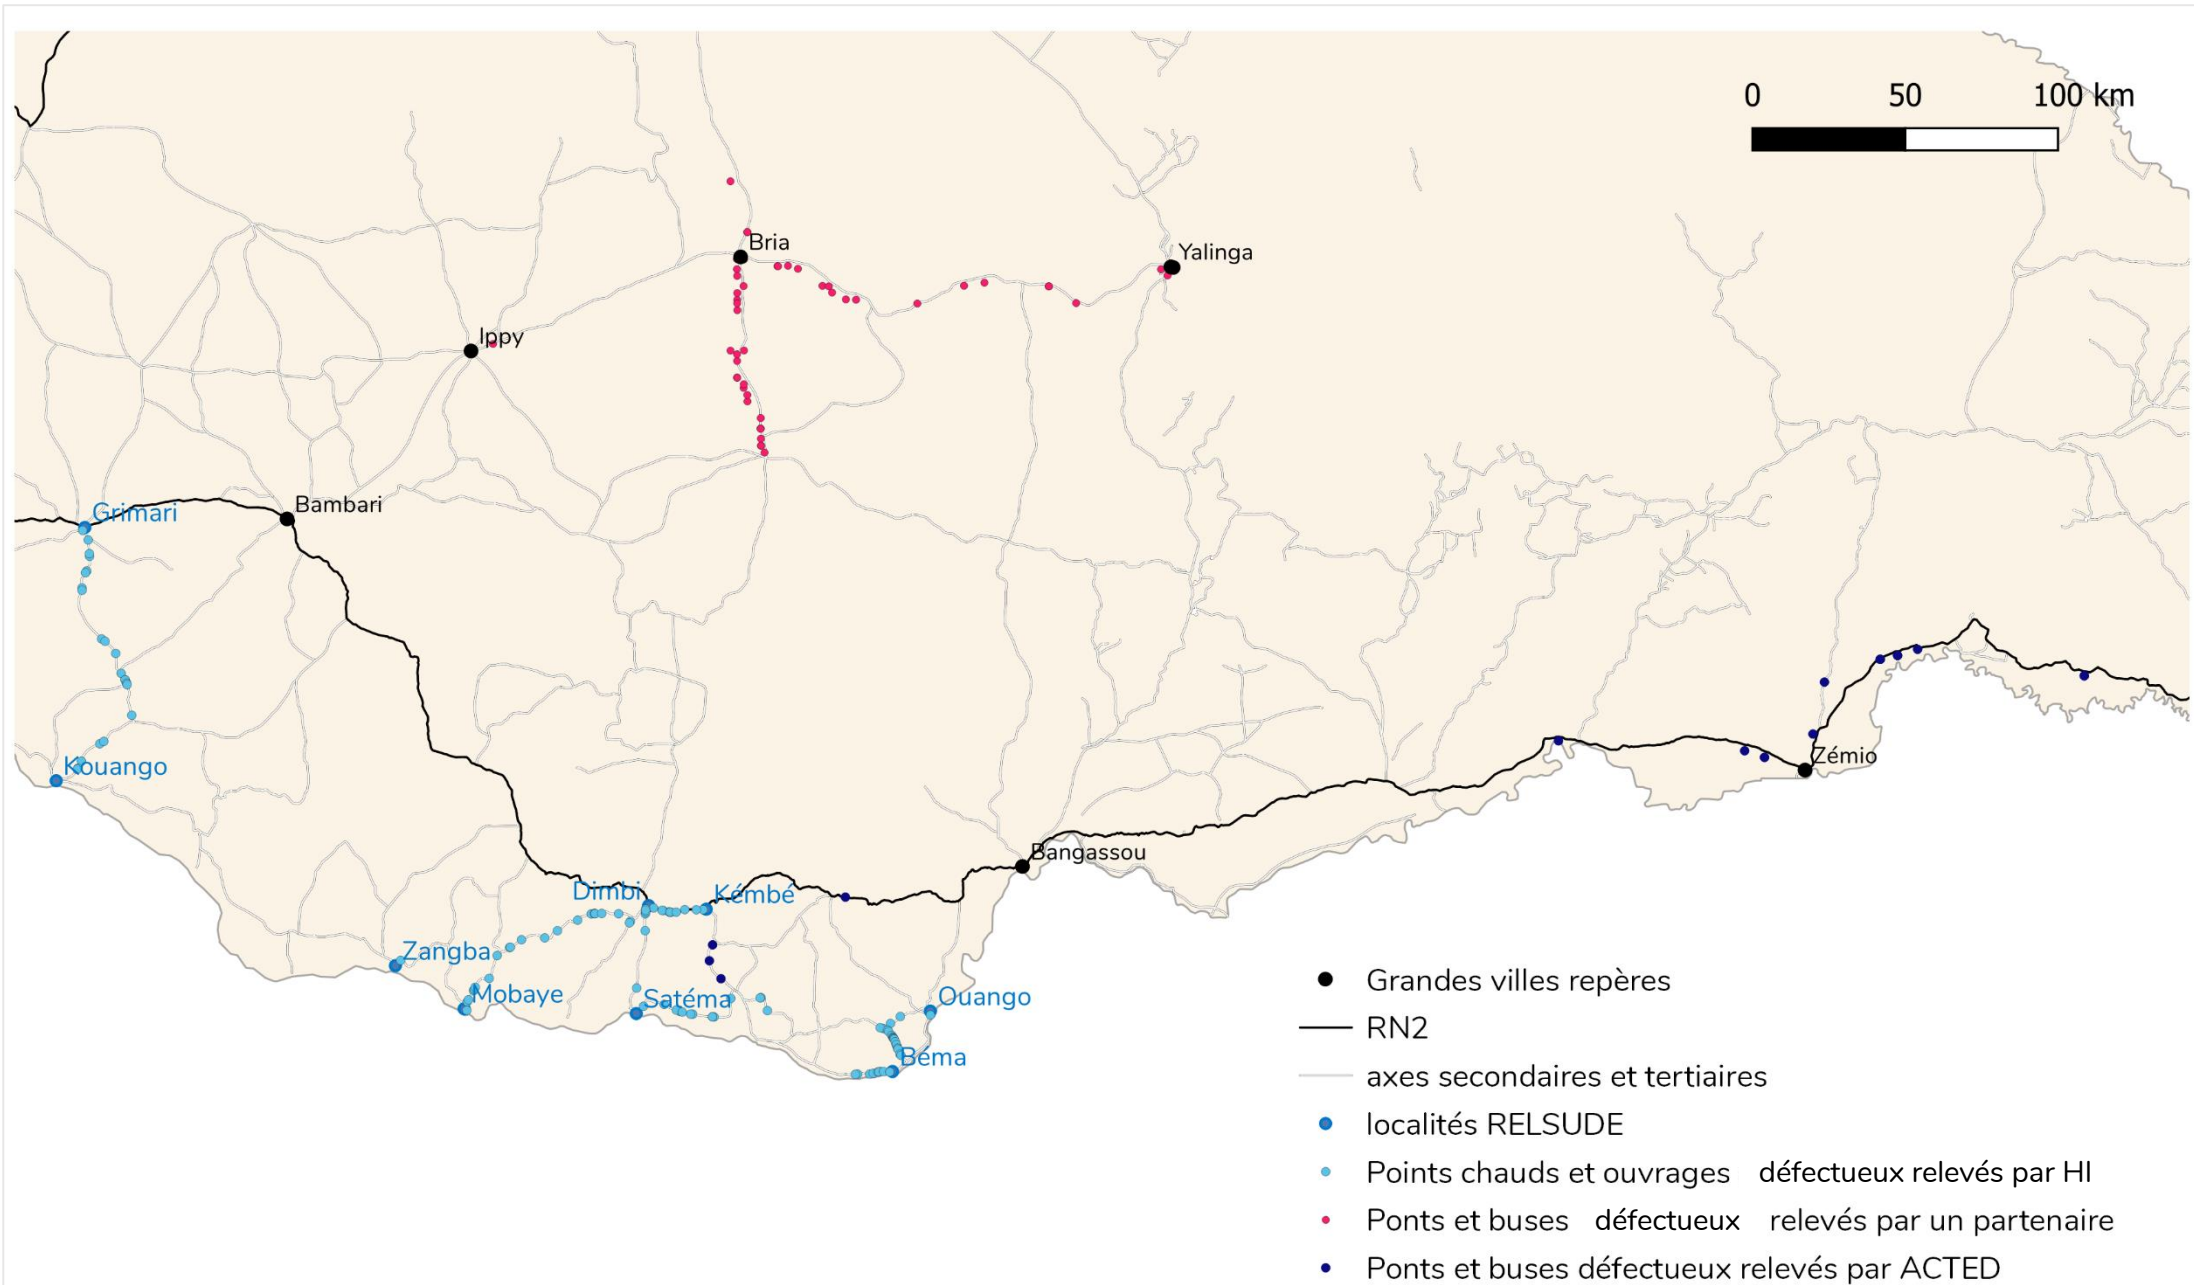 0 50 100 km
Bria
Yalinga
Ippy
Bambari
Grimari
Kouango
Zémio
Bangassou
Dimbi
Kémbé
Zangba
Mobaye
Satéma
Ouango
Béma
Grandes villes repères
RN2
axes secondaires et tertiaires
localités RELSUDE
Points chauds et ouvrages défectueux relevés par HI
Ponts et buses défectueux relevés par un partenaire
Ponts et buses défectueux relevés par ACTED